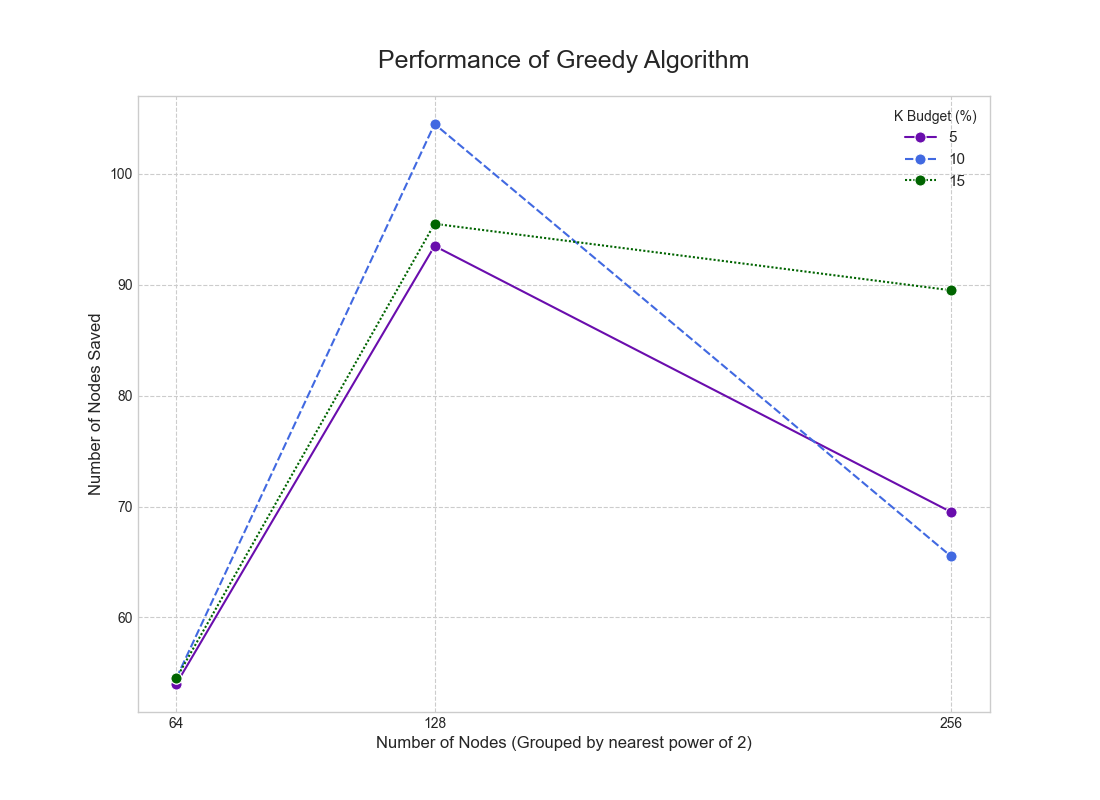 Performance of Greedy Algorithm
K Budget (%)
5
10
15
100
90
80
70
60
Number of Nodes Saved
64 128 256
Number of Nodes (Grouped by nearest power of 2)